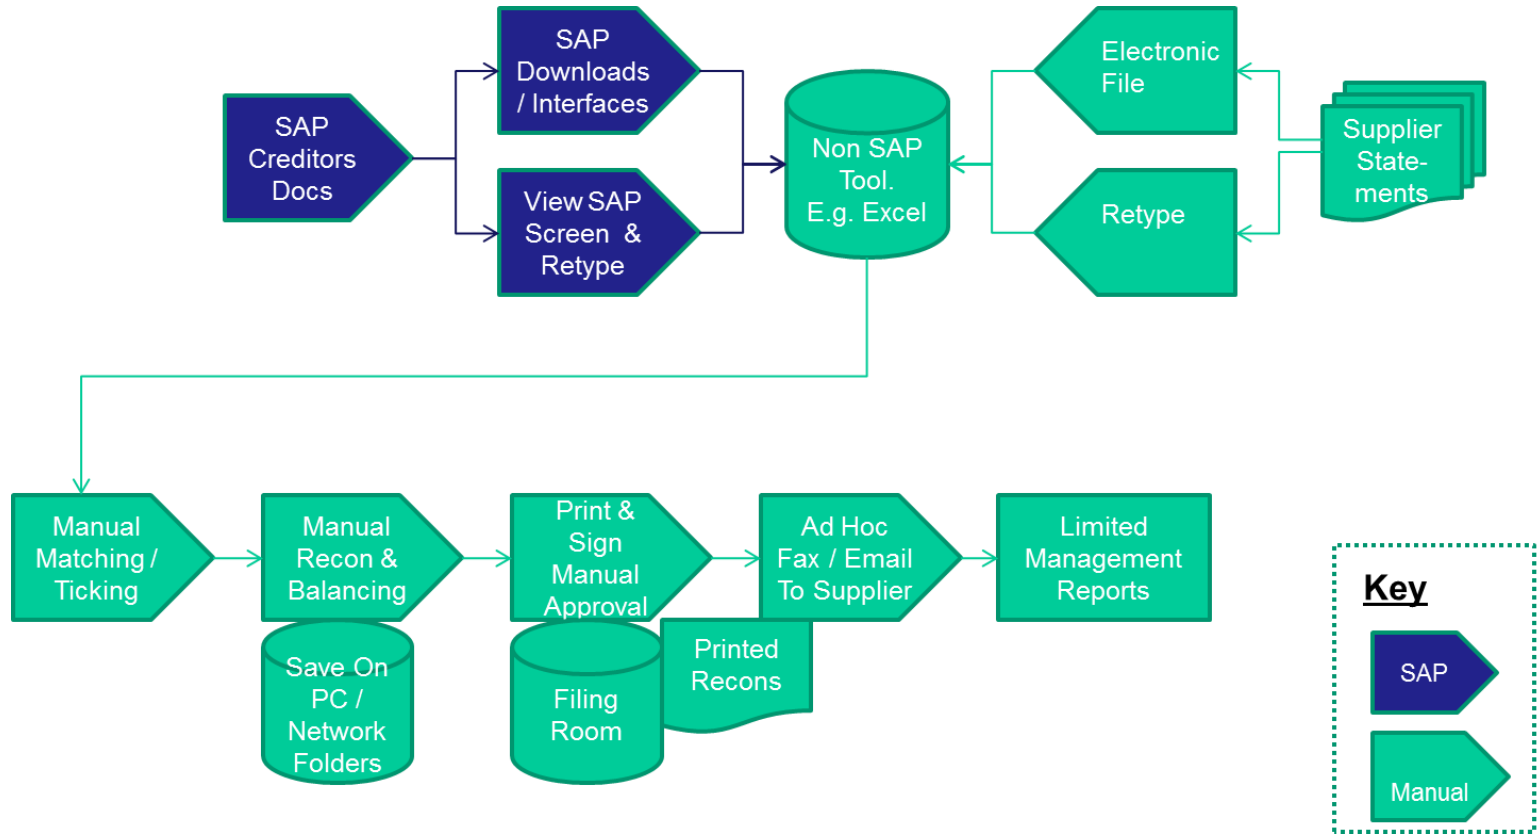 SAP
Creditors
Docs
SAP
Downloads
/ Interfaces
View SAP
Screen &
Retype
Non SAP
Tool.
E.g. Excel
Electronic
File
Retype
Supplier
State-
ments
Manual
Matching /
Ticking
Manual
Recon &
Balancing
Print &
Sign
Manual
Approval
Ad Hoc
Fax / Email
To Supplier
Limited
Management
Reports
Save On
PC /
Network
Folders
Filing
Room
Printed
Recons
Key
SAP
Manual